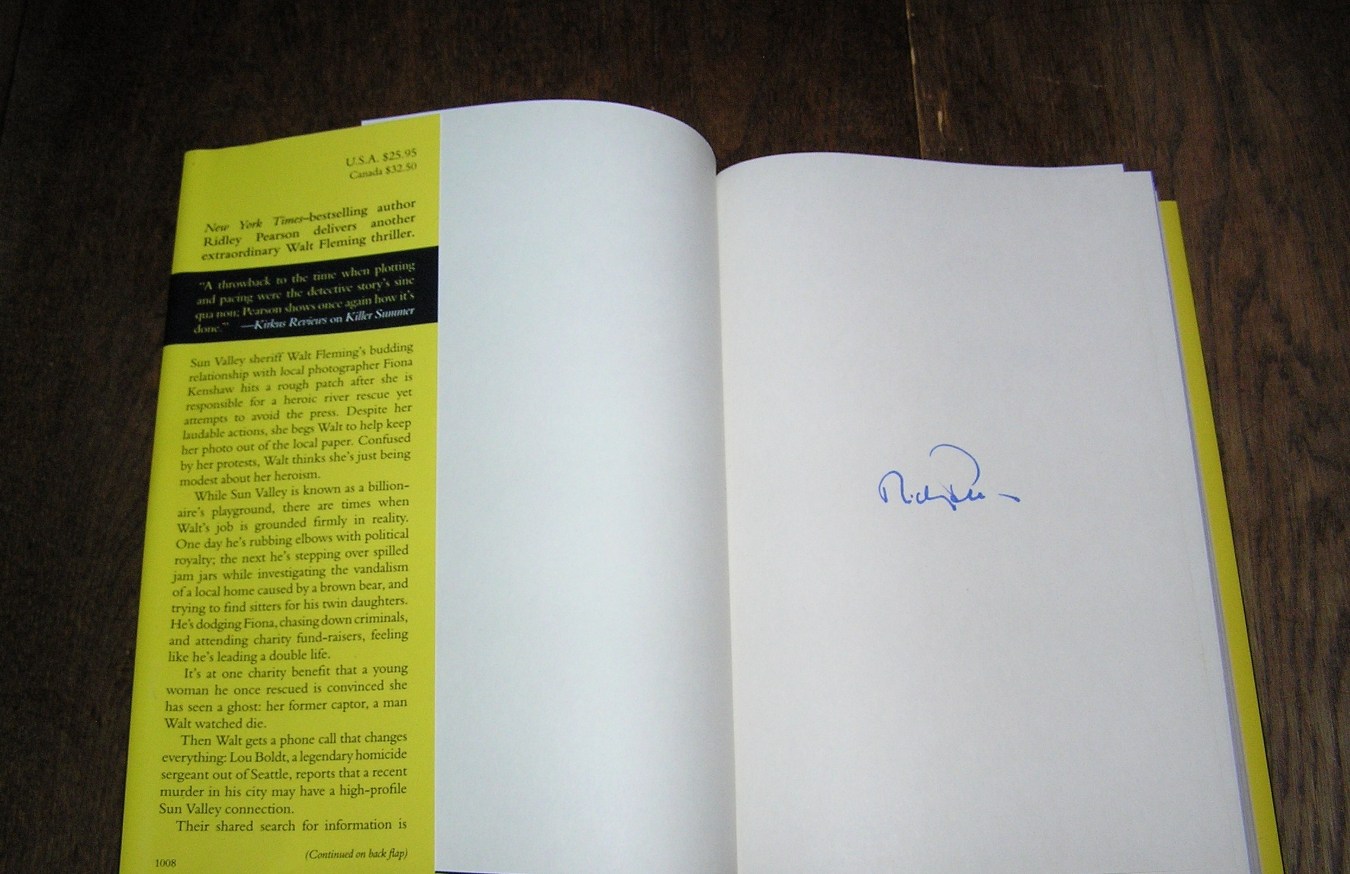 U.S.A. $25.95
Canada $32.50
New York Times–bestselling author
Ridley Pearson delivers another
extraordinary Walt Fleming thriller.
"A throwback to the time when plotting
and pacing were the detective story's sine
qua non; Pearson shows once again how it's
done." —Kirkus Reviews on Killer Summer
Sun Valley sheriff Walt Fleming's budding
relationship with local photographer Fiona
Kenshaw hits a rough patch after she is
responsible for a heroic river rescue yet
attempts to avoid the press. Despite her
laudable actions, she begs Walt to help keep
her photo out of the local paper. Confused
by her protests, Walt thinks she's just being
modest about her heroism.
While Sun Valley is known as a billion-
aire's playground, there are times when
Walt's job is grounded firmly in reality.
One day he's rubbing elbows with political
royalty; the next he's stepping over spilled
jam jars while investigating the vandalism
of a local home caused by a brown bear, and
trying to find sitters for his twin daughters.
He's dodging Fiona, chasing down criminals,
and attending charity fund-raisers, feeling
like he's leading a double life.
It's at one charity benefit that a young
woman he once rescued is convinced she
has seen a ghost: her former captor, a man
Walt watched die.
Then Walt gets a phone call that changes
everything: Lou Boldt, a legendary homicide
sergeant out of Seattle, reports that a recent
murder in his city may have a high-profile
Sun Valley connection.
Their shared search for information is
(Continued on back flap)
1008